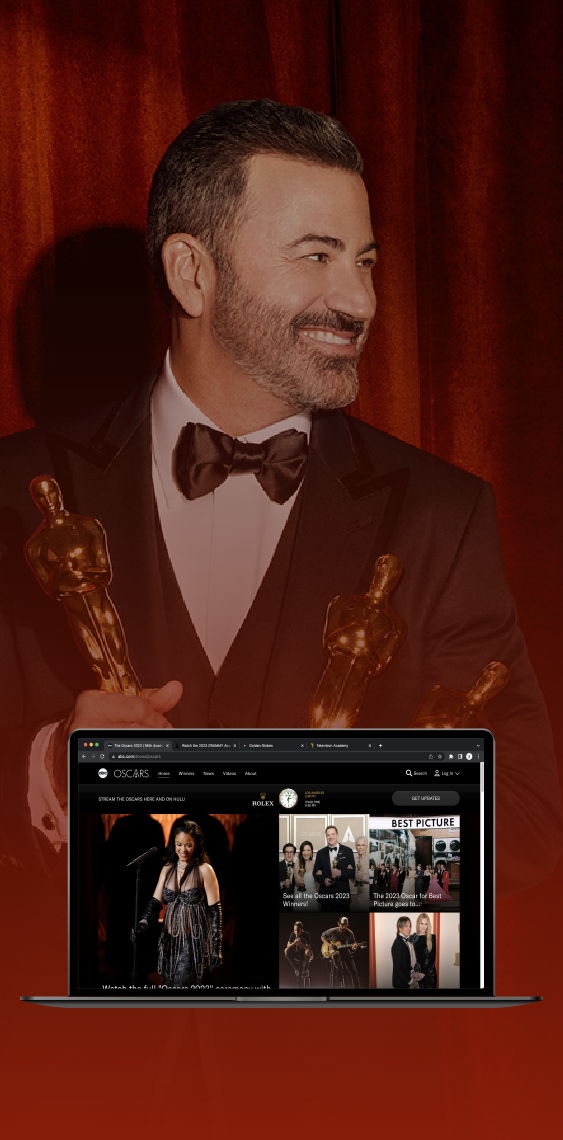 The Oscars 2023 | 95th Acad
Watch the 2023 GRAMMY Aw
Golden Globes
Television Academy
abc.com/shows/oscars
abc
OSCARS
Home
Winners
News
Videos
About
Search
Log In
STREAM THE OSCARS HERE AND ON HULU
ROLEX
LOS ANGELES
YOUR TIME
GET UPDATES
BEST PICTURE
See all the Oscars 2023
Winners!
The 2023 Oscar for Best
Picture goes to...
Watch the full "Oscars 2023" ceremony with